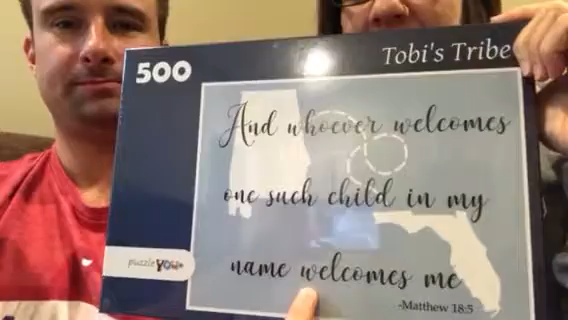 500
Tobi's Tribe
And whoever welcomes
one such child in my
name welcomes me
-Matthew 18:5
puzzle YOU